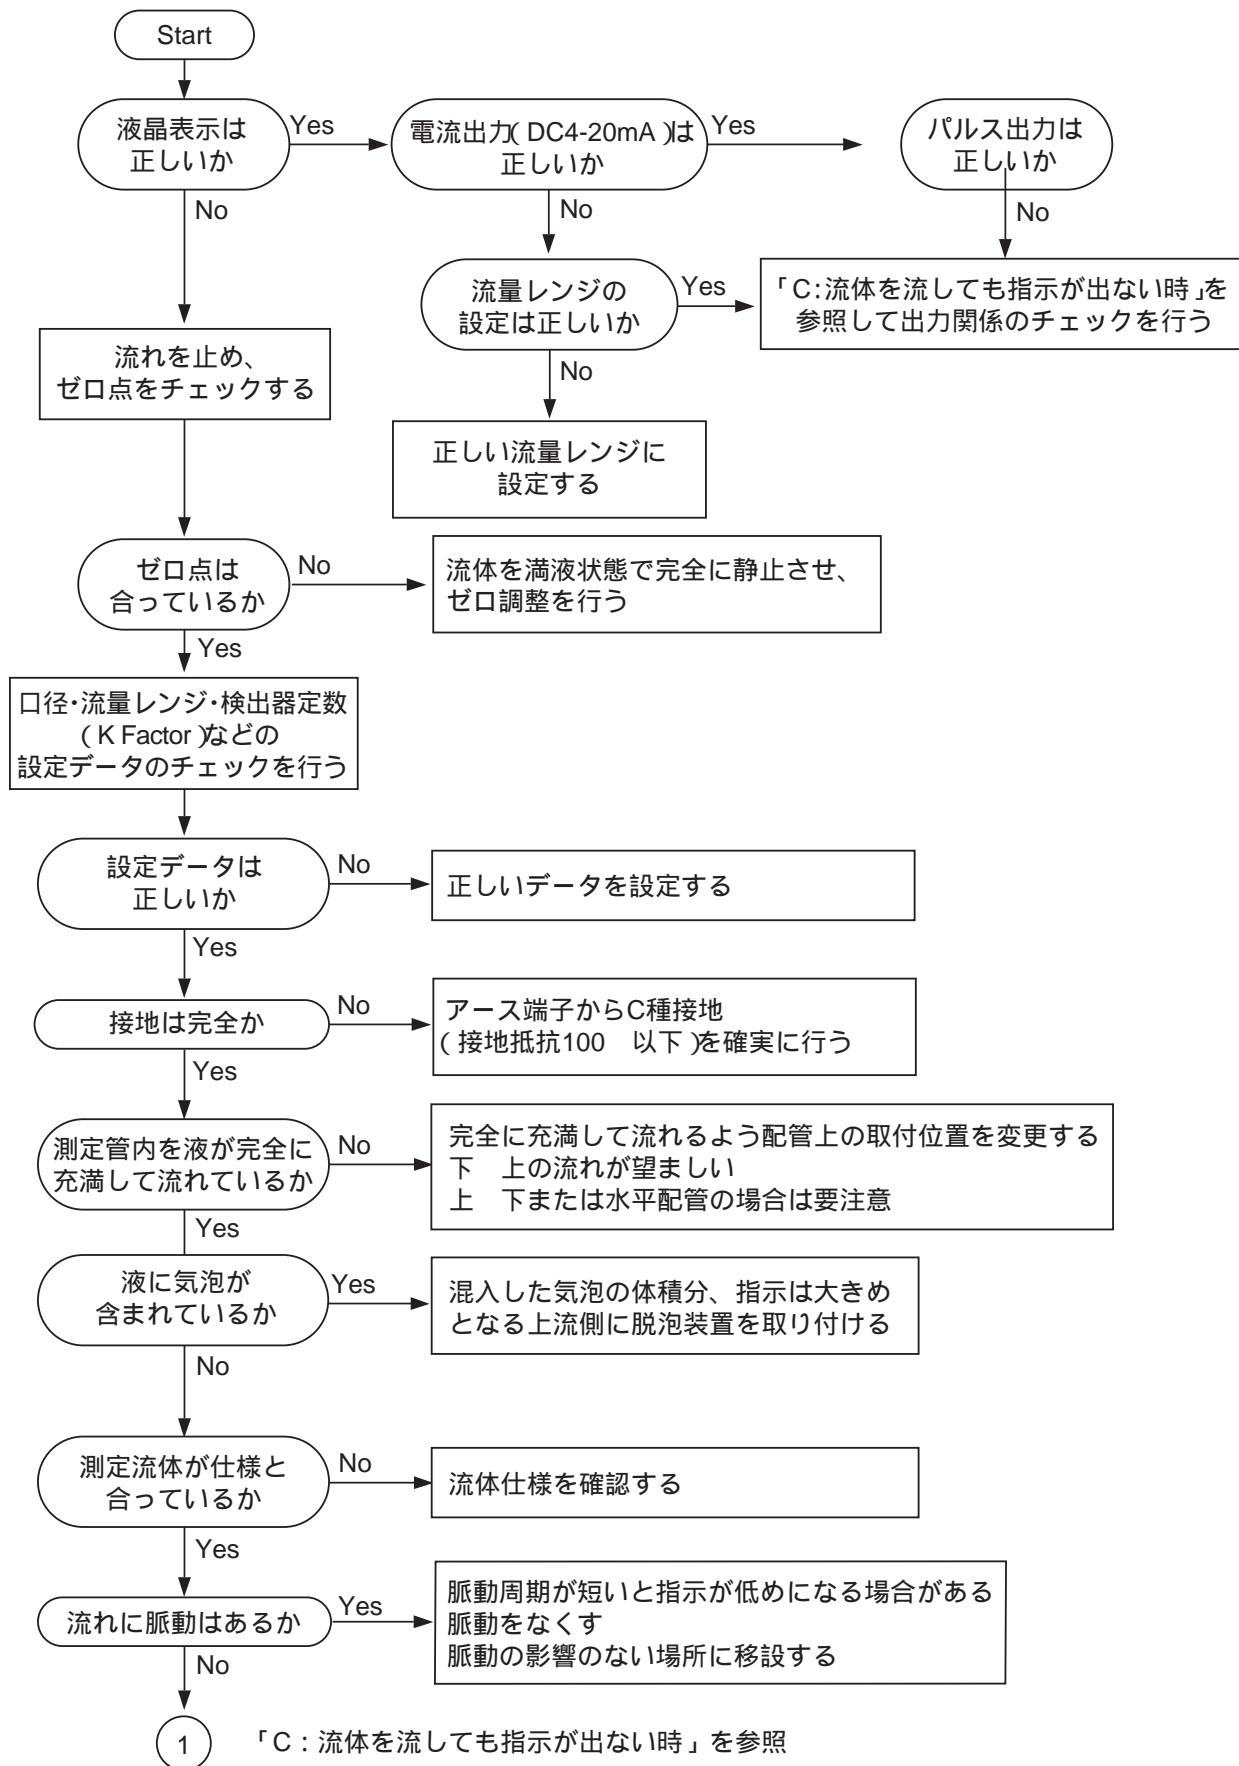 Start
液晶表示は
正しいか
Yes
電流出力(DC4-20mA)は
正しいか
Yes
パルス出力は
正しいか
No
No
No
流量レンジの
設定は正しいか
Yes
「C:流体を流しても指示が出ない時」を
参照して出力関係のチェックを行う
流れを止め、
ゼロ点をチェックする
No
正しい流量レンジに
設定する
ゼロ点は
合っているか
No
流体を満液状態で完全に静止させ、
ゼロ調整を行う
Yes
口径・流量レンジ・検出器定数
(K Factor)などの
設定データのチェックを行う
設定データは
正しいか
No
正しいデータを設定する
Yes
接地は完全か
No
アース端子からC種接地
(接地抵抗100 以下)を確実に行う
Yes
測定管内を液が完全に
充満して流れているか
No
完全に充満して流れるよう配管上の取付位置を変更する
下 上の流れが望ましい
上 下または水平配管の場合は要注意
Yes
液に気泡が
含まれているか
Yes
混入した気泡の体積分、指示は大きめ
となる上流側に脱泡装置を取り付ける
No
測定流体が仕様と
合っているか
No
流体仕様を確認する
Yes
流れに脈動はあるか
Yes
脈動周期が短いと指示が低めになる場合がある
脈動をなくす
脈動の影響のない場所に移設する
No
1
「C:流体を流しても指示が出ない時」を参照